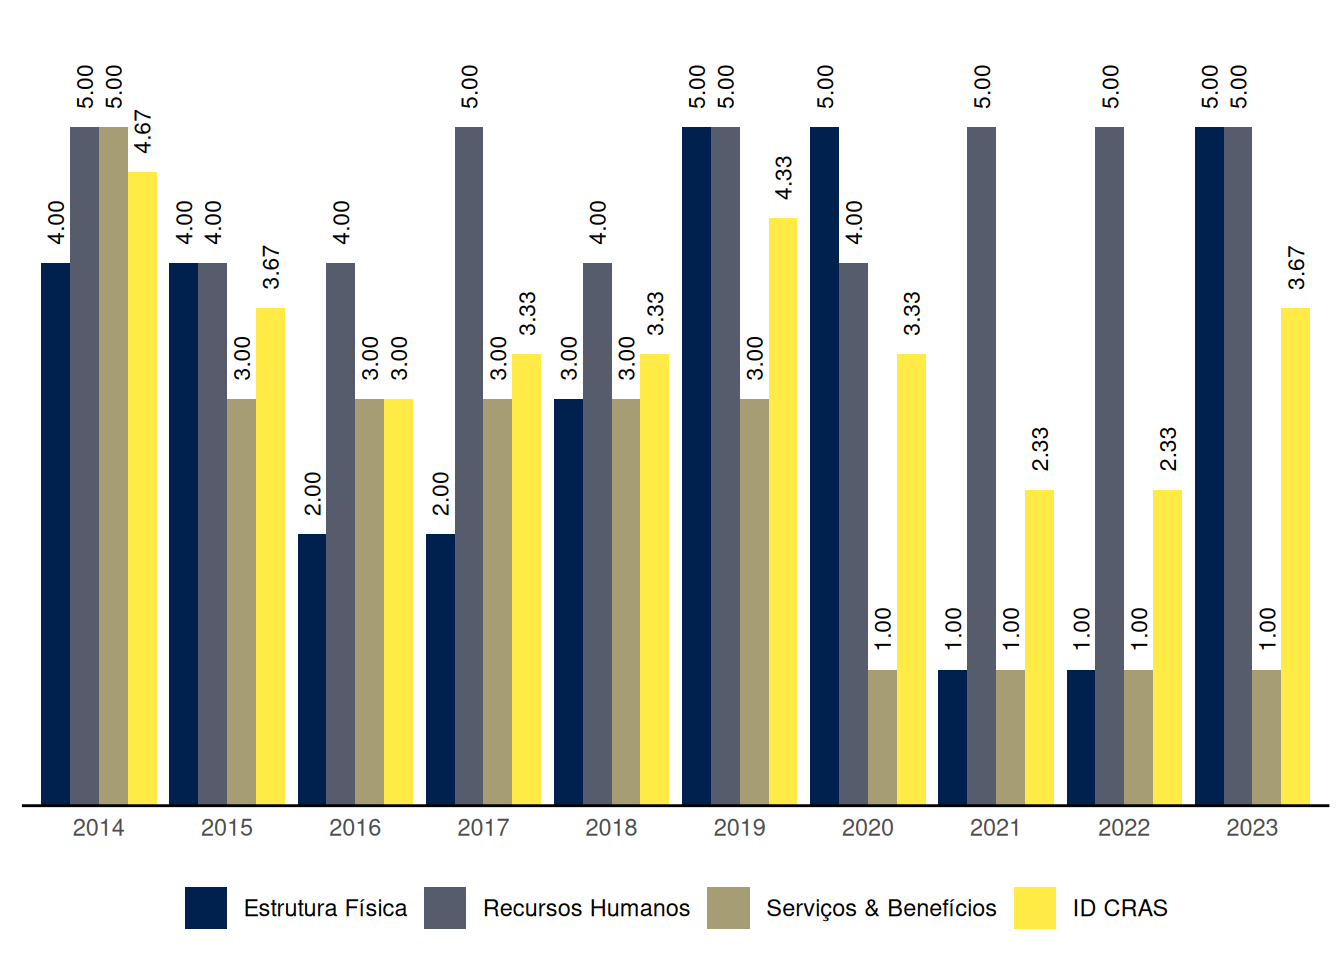 4.00 5.00 5.00 4.67
4.00 4.00 3.00 3.67
2.00 4.00 3.00 3.00
2.00 5.00 3.00 3.33
3.00 4.00 3.00 3.33
5.00 5.00 3.00 4.33
5.00 4.00 1.00 3.33
1.00 5.00 1.00 2.33
1.00 5.00 1.00 2.33
5.00 5.00 1.00 3.67
2014 2015 2016 2017 2018 2019 2020 2021 2022 2023
Estrutura Física Recursos Humanos Serviços & Benefícios ID CRAS